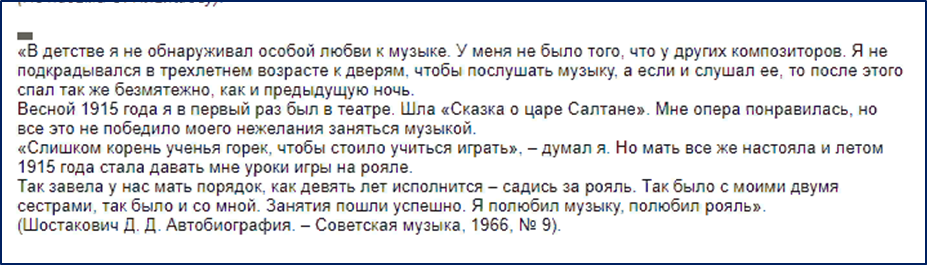 «В детстве я не обнаруживал особой любви к музыке. У меня не было того, что у других композиторов. Я не
подкрадывался в трехлетнем возрасте к дверям, чтобы послушать музыку, а если и слушал ее, то после этого
спал так же безмятежно, как и предыдущую ночь.
Весной 1915 года я в первый раз был в театре. Шла «Сказка о царе Салтане». Мне опера понравилась, но
все это не победило моего нежелания заняться музыкой.
«Слишком корень ученья горек, чтобы стоило учиться играть», – думал я. Но мать все же настояла и летом
1915 года стала давать мне уроки игры на рояле.
Так завела у нас мать порядок, как девять лет исполнится – садись за рояль. Так было с моими двумя
сестрами, так было и со мной. Занятия пошли успешно. Я полюбил музыку, полюбил рояль».
(Шостакович Д. Д. Автобиография. – Советская музыка, 1966, № 9).